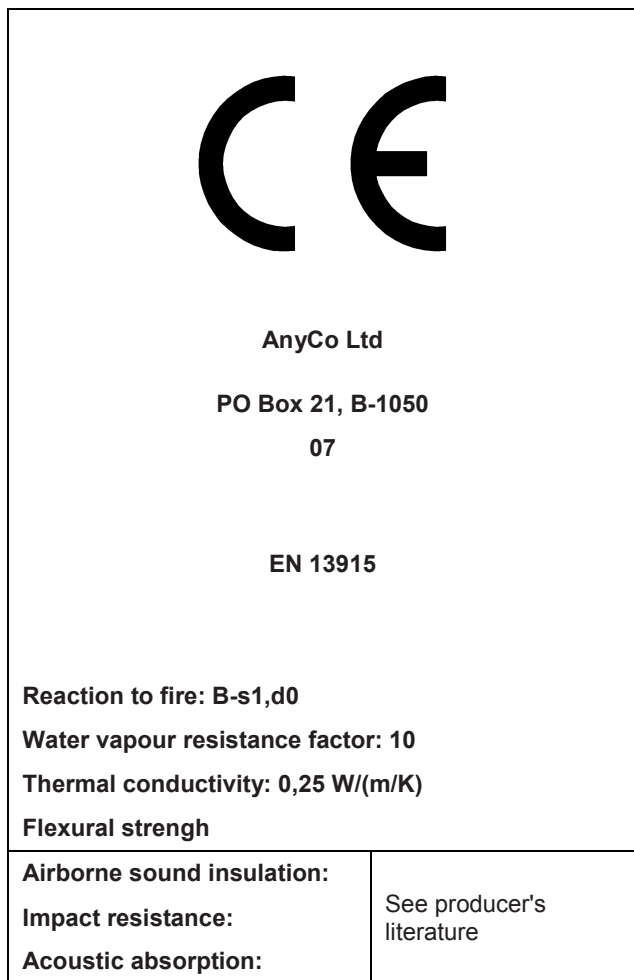 CE
AnyCo Ltd
PO Box 21, B-1050
07
EN 13915
Reaction to fire: B-s1,d0
Water vapour resistance factor: 10
Thermal conductivity: 0,25 W/(m/K)
Flexural strengh
Airborne sound insulation:
Impact resistance:
Acoustic absorption:
See producer's
literature